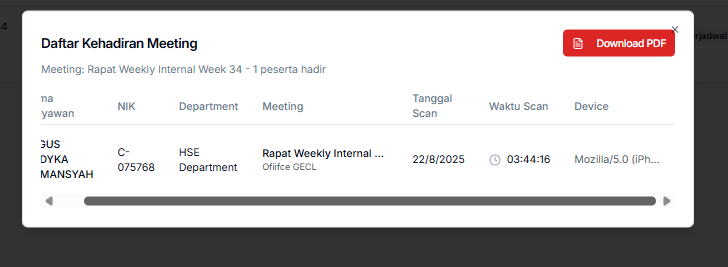 4
Daftar Kehadiran Meeting
Download PDF
rjadwal
Meeting: Rapat Weekly Internal Week 34 - 1 peserta hadir
ma
yawan
NIK
Department
Meeting
Tanggal
Scan
Waktu Scan
Device
GUS
DYKA
MANSYAH
C-
075768
HSE
Department
Rapat Weekly Internal ...
Ofiifce GECL
22/8/2025
03:44:16
Mozilla/5.0 (iPh...